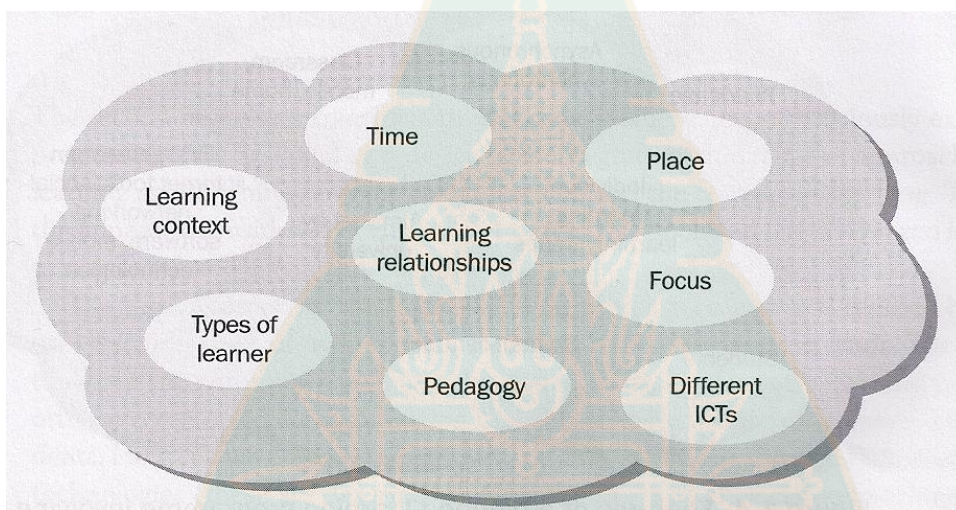 Time
Place
Learning
context
Learning
relationships
Focus
Types of
learner
Pedagogy
Different
ICTs